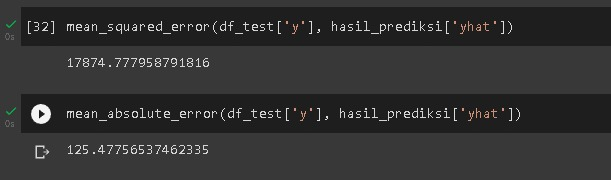 [32] mean_squared_error(df_test['y'], hasil_prediksi['yhat'])
0s
17874.777958791816
mean_absolute_error(df_test['y'], hasil_prediksi['yhat'])
0s
125.47756537462335